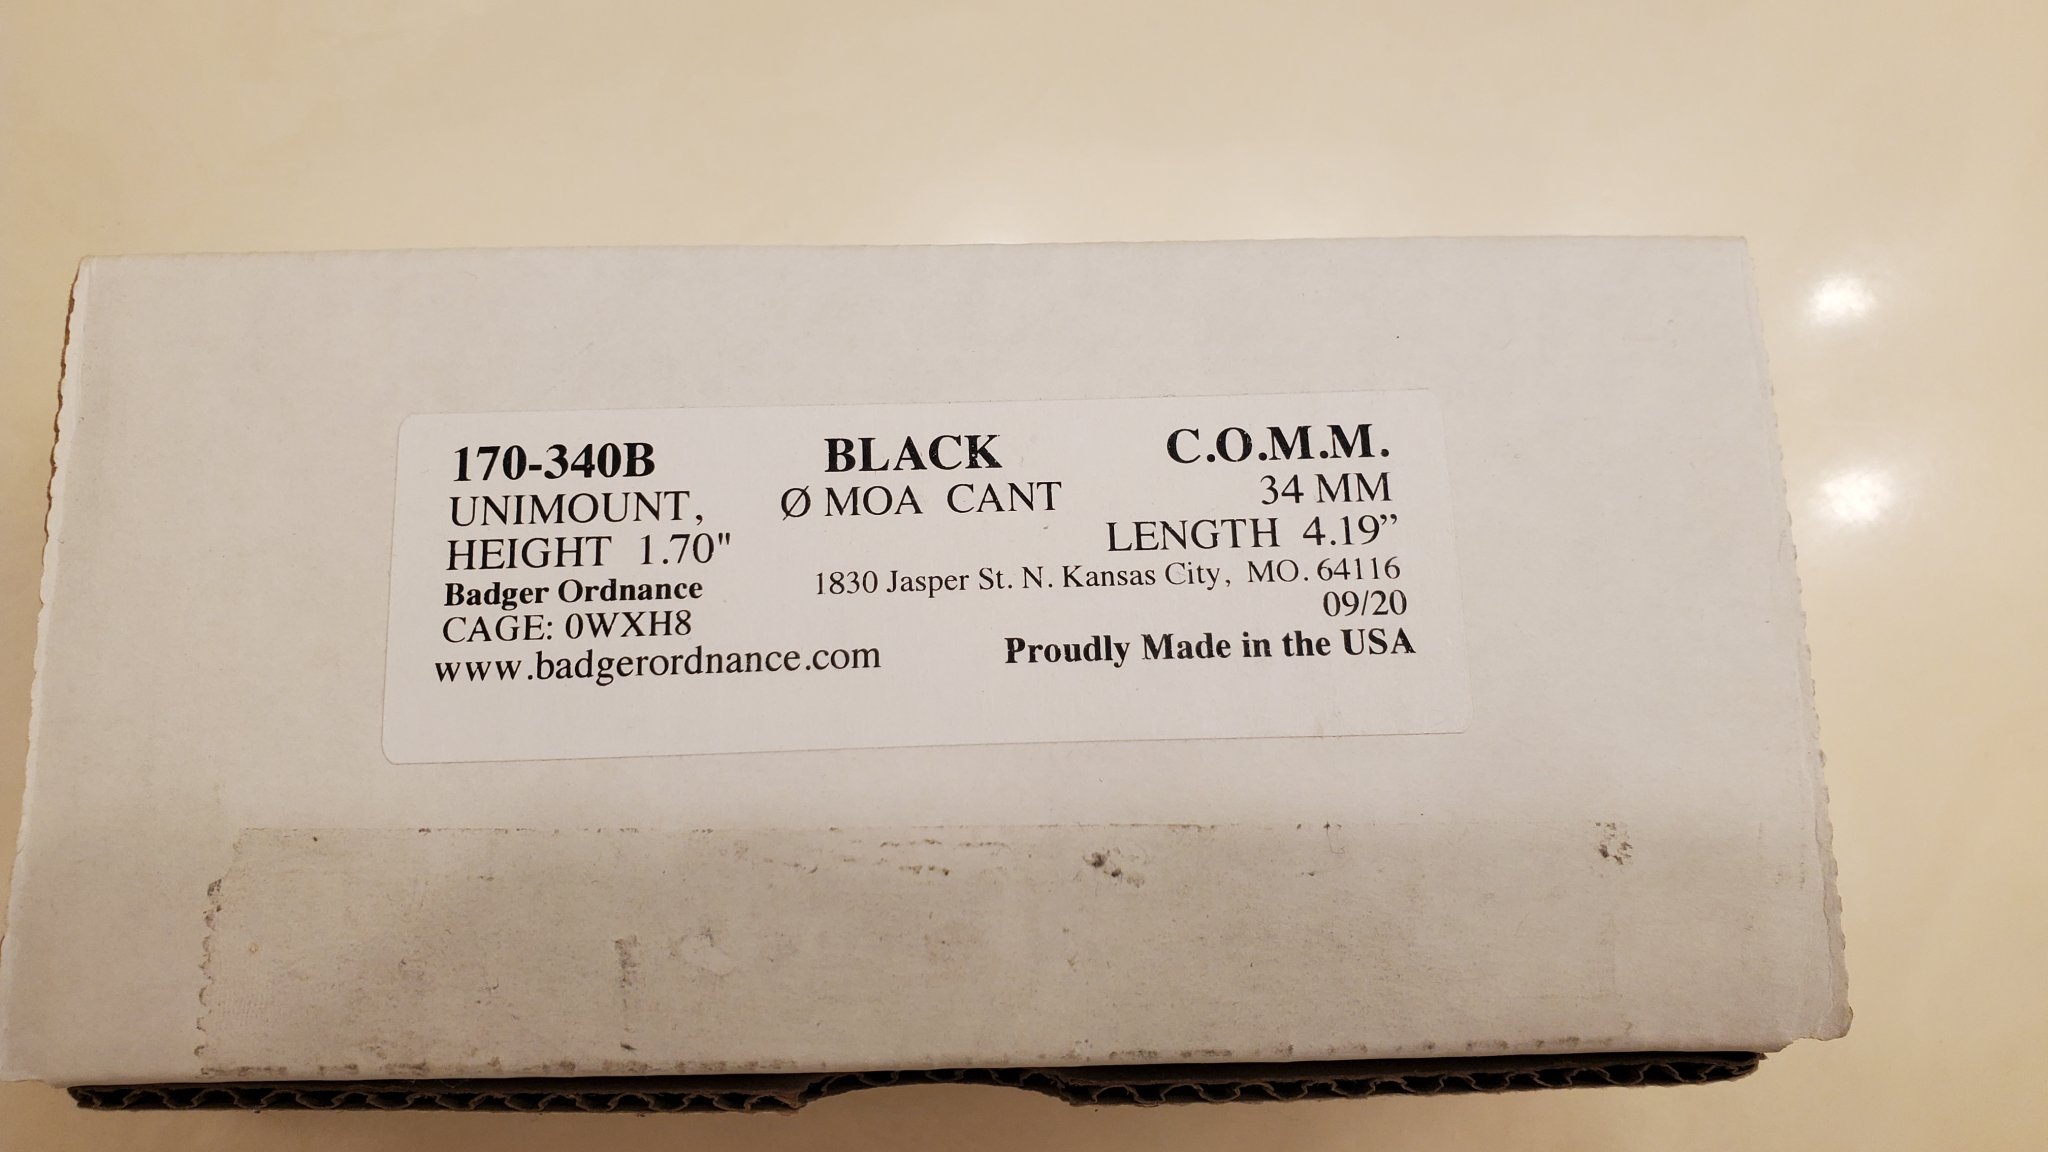 170-340B BLACK C.O.M.M.
UNIMOUNT, Ø MOA CANT 34 MM
HEIGHT 1.70" LENGTH 4.19”
Badger Ordnance 1830 Jasper St. N. Kansas City, MO. 64116
CAGE: 0WXH8 09/20
www.badgerordnance.com Proudly Made in the USA